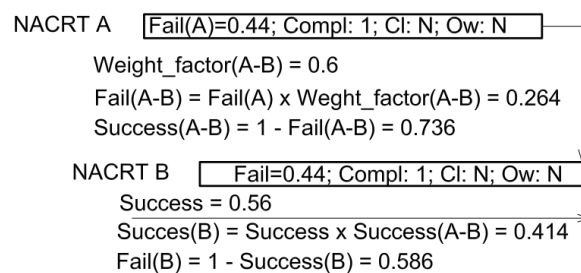 NACRT A Fail(A)=0.44; Compl: 1; Cl: N; Ow: N
Weight_factor(A-B) = 0.6
Fail(A-B) = Fail(A) x Weght_factor(A-B) = 0.264
Success(A-B) = 1 - Fail(A-B) = 0.736
NACRT B Fail=0.44; Compl: 1; Cl: N; Ow: N
Success = 0.56
Succes(B) = Success x Success(A-B) = 0.414
Fail(B) = 1 - Success(B) = 0.586